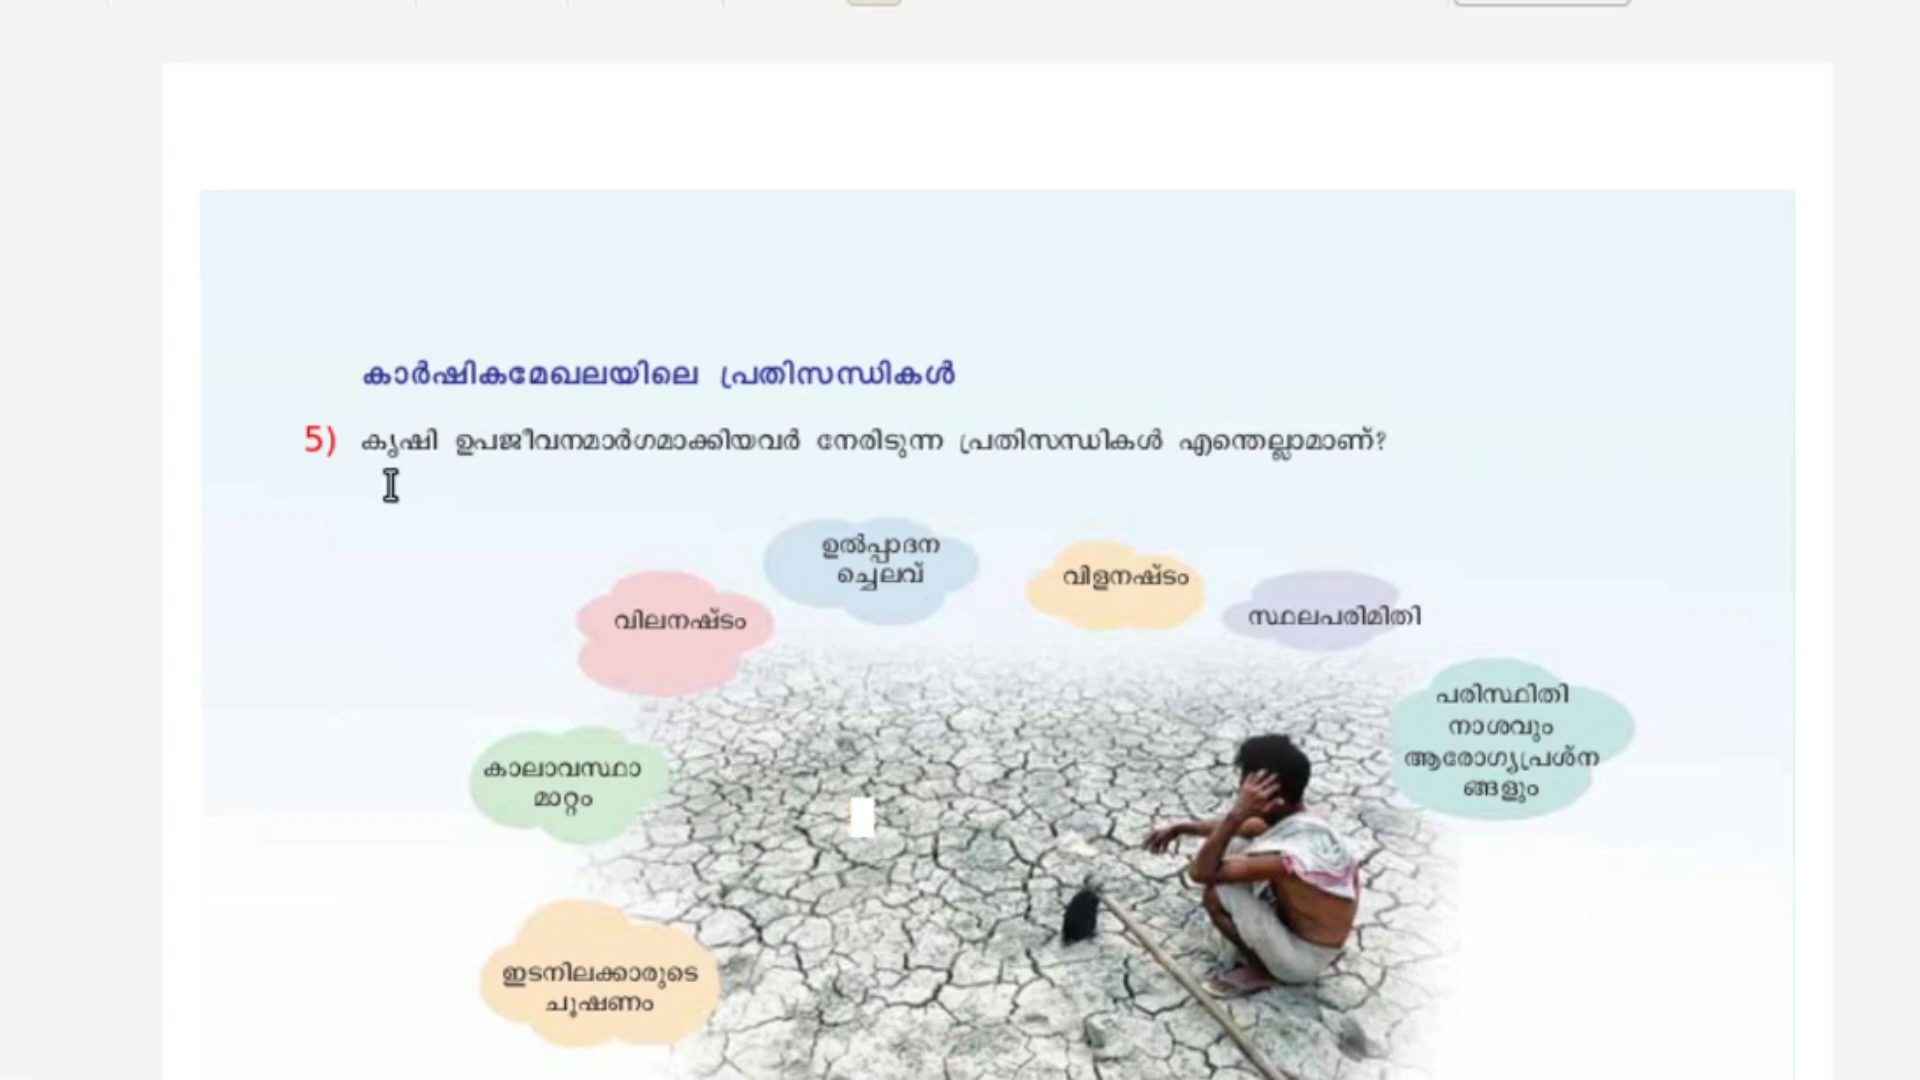 കാർഷികമേഖലയിലെ പ്രതിസന്ധികൾ
5) കൃഷി ഉപജീവനമാർഗമാക്കിയവർ നേരിടുന്ന പ്രതിസന്ധികൾ എന്തെല്ലാമാണ്?
ഉൽപ്പാദന
ച്ചെലവ്
വിളനഷ്ടം
വിലനഷ്ടം
സ്ഥലപരിമിതി
പരിസ്ഥിതി
നാശവും
ആരോഗ്യപ്രശ്ന
ങ്ങളും
കാലാവസ്ഥാ
മാറ്റം
ഇടനിലക്കാരുടെ
ചൂഷണം